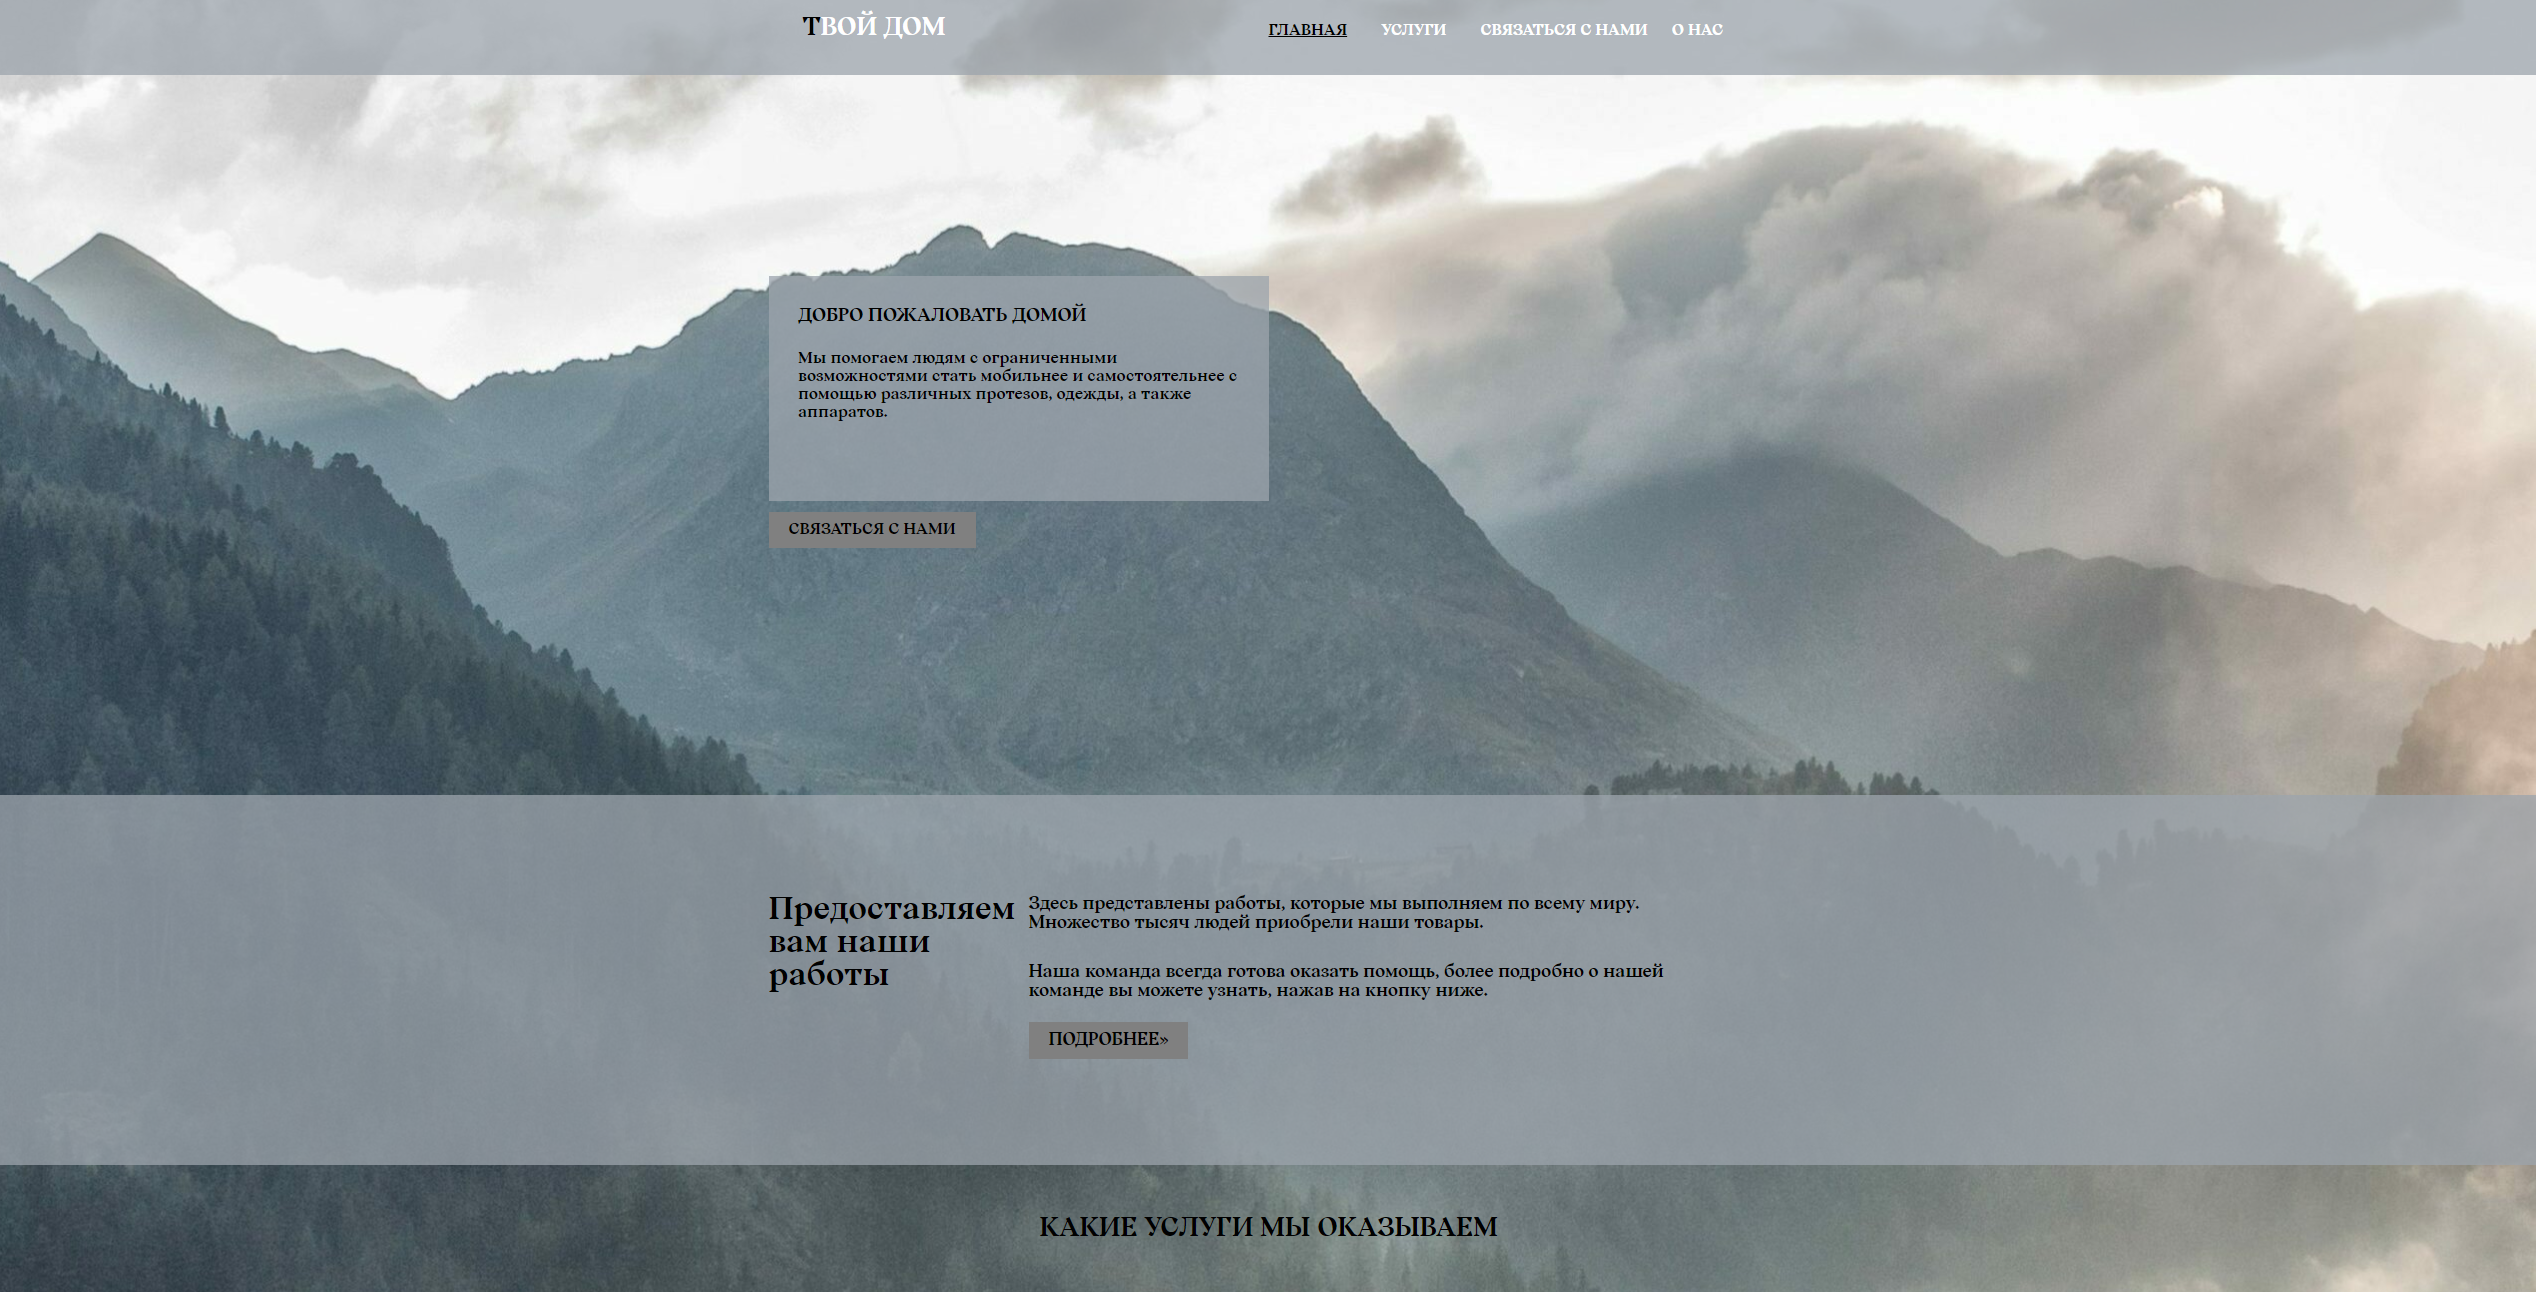 ТВОЙ ДОМ
ГЛАВНАЯ УСЛУГИ СВЯЗАТЬСЯ С НАМИ О НАС
ДОБРО ПОЖАЛОВАТЬ ДОМОЙ
Мы помогаем людям с ограниченными
возможностями стать мобильнее и самостоятельнее с
помощью различных протезов, одежды, а также
аппаратов.
СВЯЗАТЬСЯ С НАМИ
Предоставляем
вам наши
работы
Здесь представлены работы, которые мы выполняем по всему миру.
Множество тысяч людей приобрели наши товары.
Наша команда всегда готова оказать помощь, более подробно о нашей
команде вы можете узнать, нажав на кнопку ниже.
ПОДРОБНЕЕ»
КАКИЕ УСЛУГИ МЫ ОКАЗЫВАЕМ